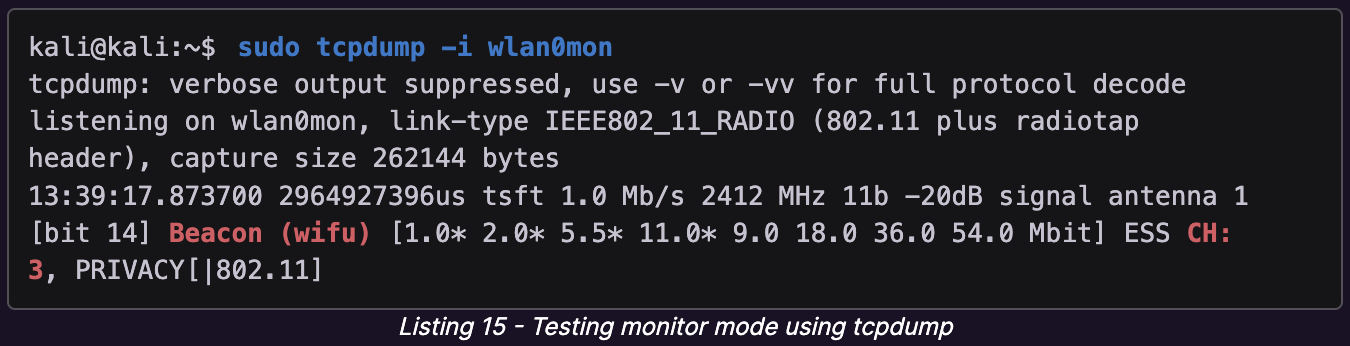 kali@kali:~$ sudo tcpdump -i wlan0mon
tcpdump: verbose output suppressed, use -v or -vv for full protocol decode
listening on wlan0mon, link-type IEEE802_11_RADIO (802.11 plus radiotap
header), capture size 262144 bytes
13:39:17.873700 2964927396us tsft 1.0 Mb/s 2412 MHz 11b -20dB signal antenna 1
[bit 14] Beacon (wifu) [1.0* 2.0* 5.5* 11.0* 9.0 18.0 36.0 54.0 Mbit] ESS CH:
3, PRIVACY[|802.11]
Listing 15 - Testing monitor mode using tcpdump